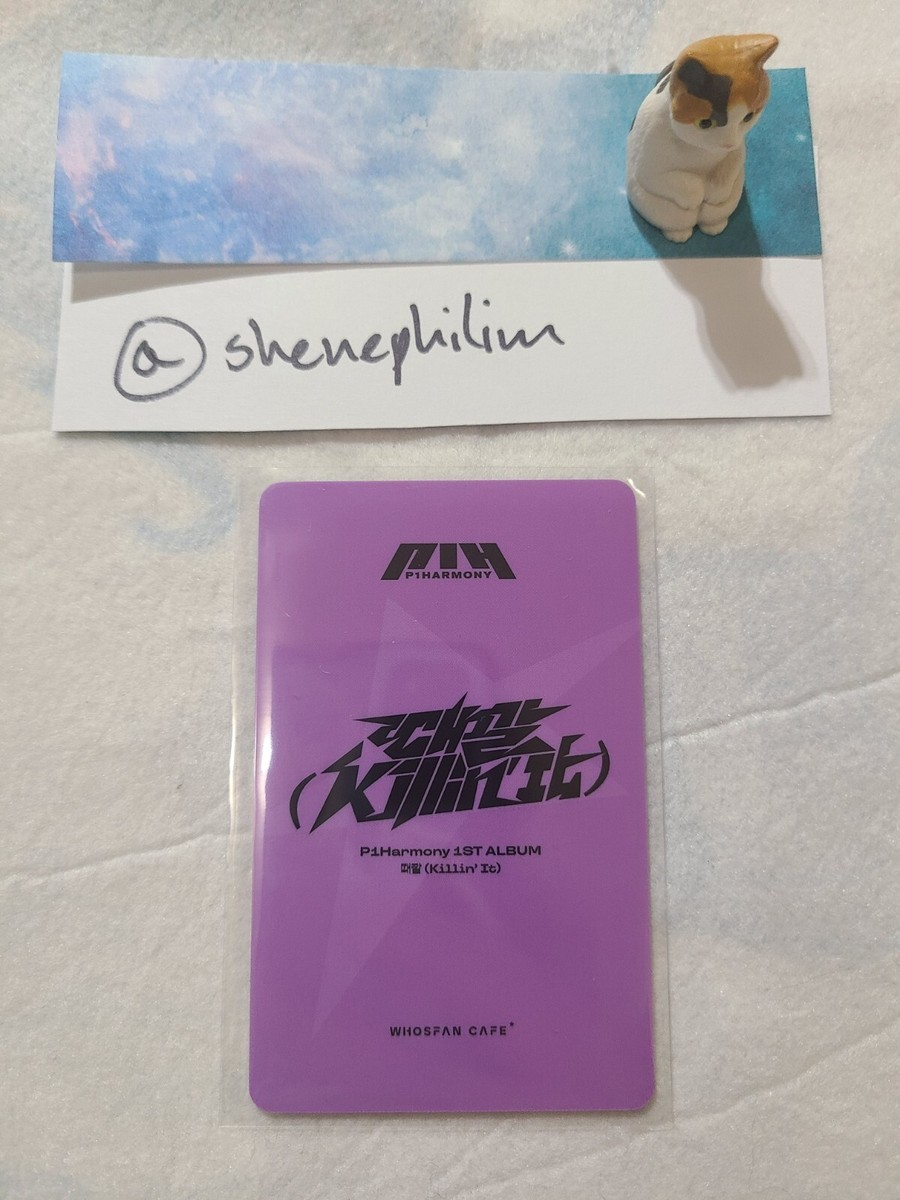 @shenephilim
P1H
P1HARMONY
때깔
(Killin' It)
P1Harmony 1ST ALBUM
때깔 (Killin' It)
WHOSFAN CAFE*